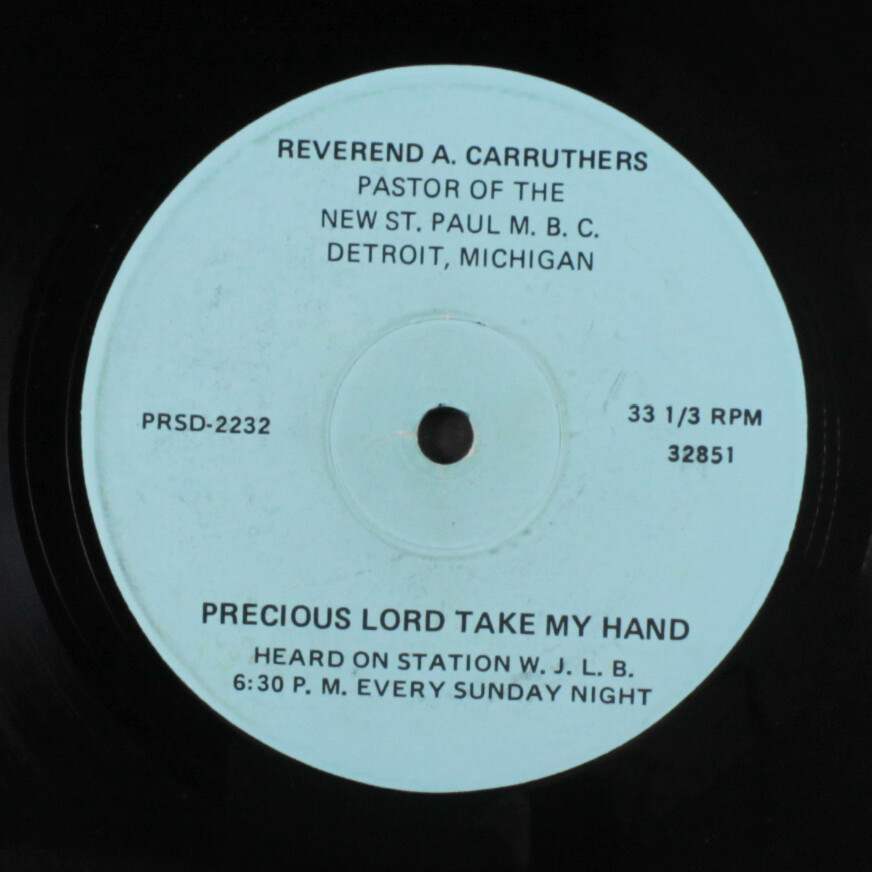 REVEREND A. CARRUTHERS
PASTOR OF THE
NEW ST. PAUL M. B. C.
DETROIT, MICHIGAN
PRSD-2232
33 1/3 RPM
32851
PRECIOUS LORD TAKE MY HAND
HEARD ON STATION W. J. L. B.
6:30 P. M. EVERY SUNDAY NIGHT